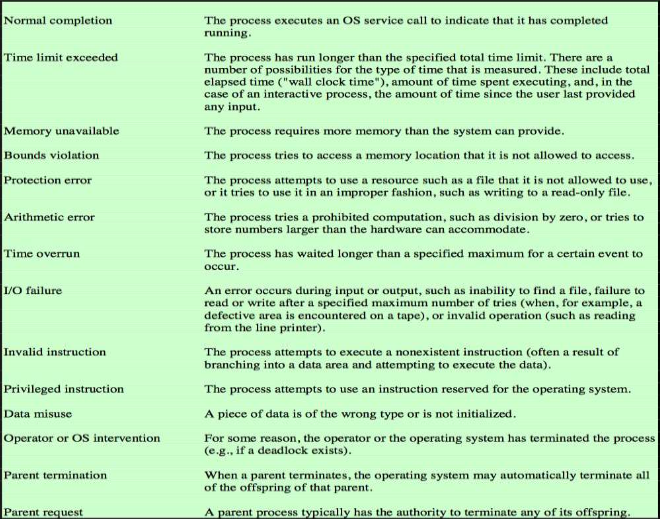 Normal completion The process executes an OS service call to indicate that it has completed
running.
Time limit exceeded The process has run longer than the specified total time limit. There are a
number of possibilities for the type of time that is measured. These include total
elapsed time ("wall clock time"), amount of time spent executing, and, in the
case of an interactive process, the amount of time since the user last provided
any input.
Memory unavailable The process requires more memory than the system can provide.
Bounds violation The process tries to access a memory location that it is not allowed to access.
Protection error The process attempts to use a resource such as a file that it is not allowed to use,
or it tries to use it in an improper fashion, such as writing to a read-only file.
Arithmetic error The process tries a prohibited computation, such as division by zero, or tries to
store numbers larger than the hardware can accommodate.
Time overrun The process has waited longer than a specified maximum for a certain event to
occur.
I/O failure An error occurs during input or output, such as inability to find a file, failure to
read or write after a specified maximum number of tries (when, for example, a
defective area is encountered on a tape), or invalid operation (such as reading
from the line printer).
Invalid instruction The process attempts to execute a nonexistent instruction (often a result of
branching into a data area and attempting to execute the data).
Privileged instruction The process attempts to use an instruction reserved for the operating system.
Data misuse A piece of data is of the wrong type or is not initialized.
Operator or OS intervention For some reason, the operator or the operating system has terminated the process
(e.g., if a deadlock exists).
Parent termination When a parent terminates, the operating system may automatically terminate all
of the offspring of that parent.
Parent request A parent process typically has the authority to terminate any of its offspring.